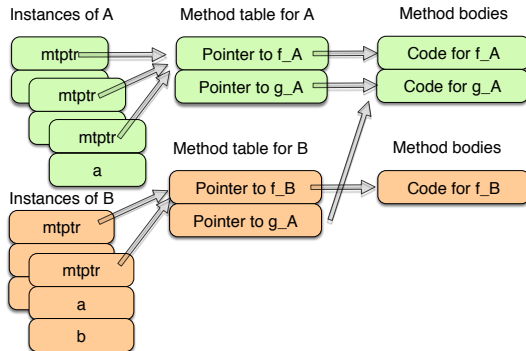 Instances of A
Method table for A
Method bodies
mtptr
Pointer to f_A
Code for f_A
mtptr
Pointer to g_A
Code for g_A
mtptr
a
Method table for B
Method bodies
Instances of B
Pointer to f_B
Code for f_B
mtptr
Pointer to g_A
mtptr
a
b